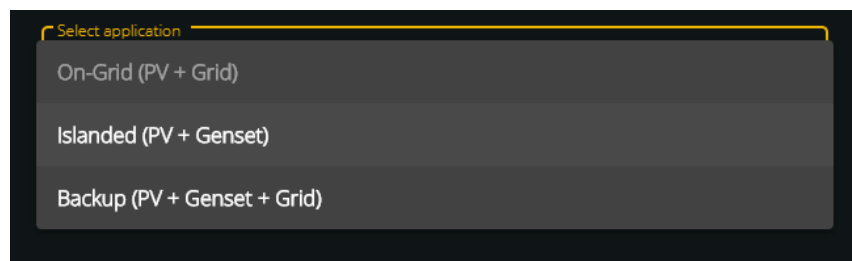 Select application
On-Grid (PV + Grid)
Islanded (PV + Genset)
Backup (PV + Genset + Grid)